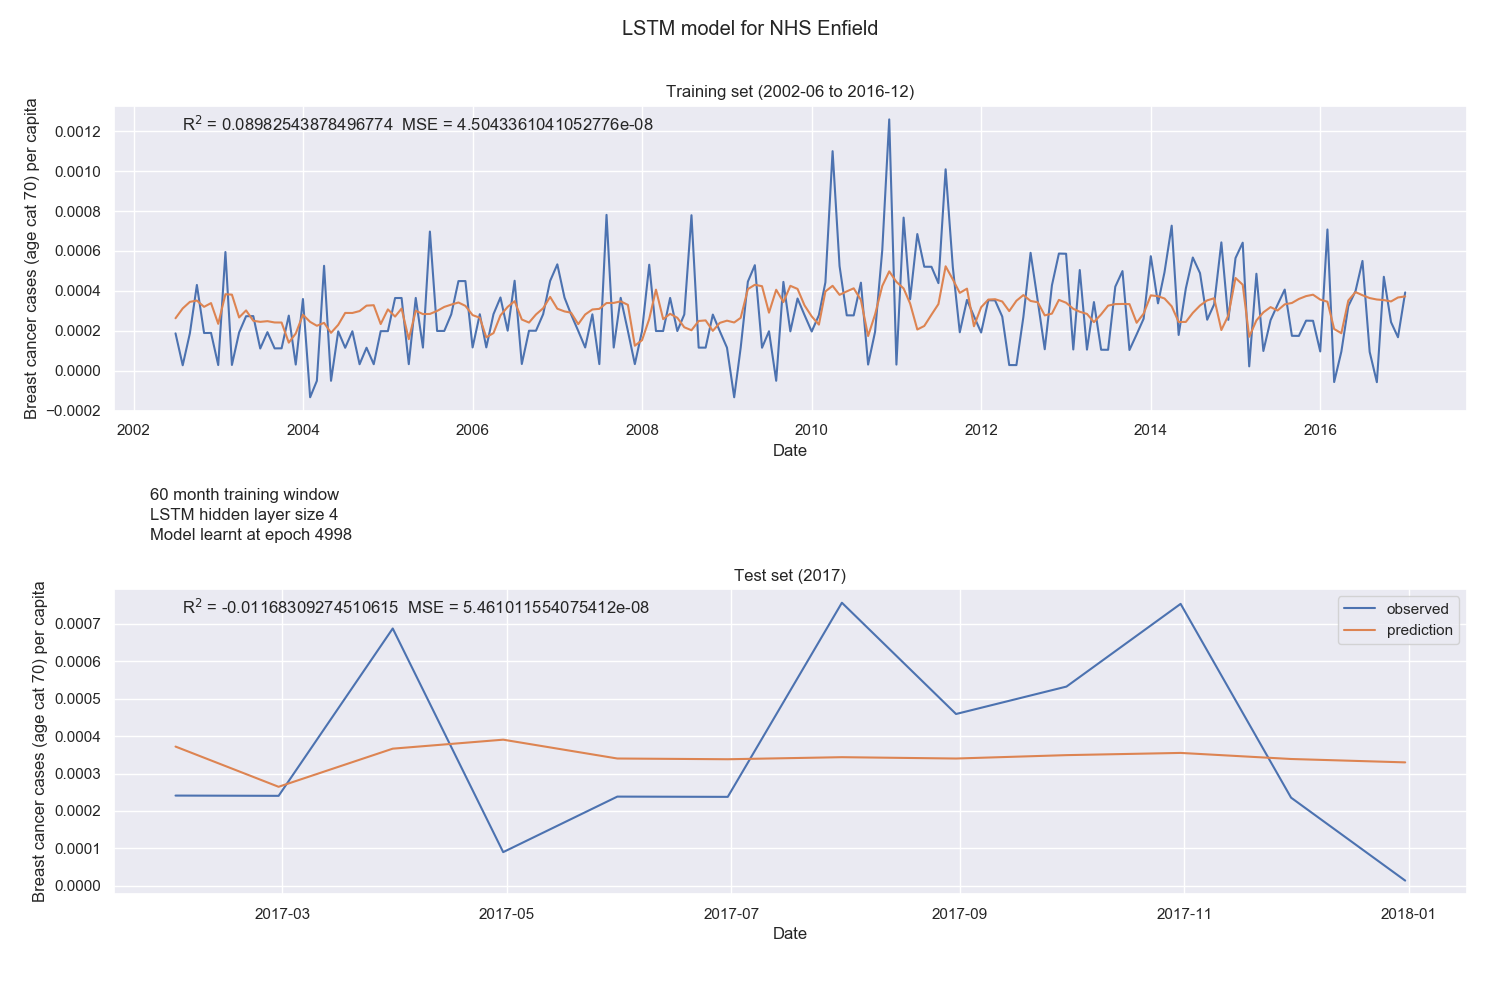 LSTM model for NHS Enfield
Training set (2002-06 to 2016-12)
R² = 0.08982543878496774 MSE = 4.5043361041052776e-08
Breast cancer cases (age cat 70) per capita
0.0012
0.0010
0.0008
0.0006
0.0004
0.0002
0.0000
−0.0002
2002 2004 2006 2008 2010 2012 2014 2016
Date
60 month training window
LSTM hidden layer size 4
Model learnt at epoch 4998
Test set (2017)
R² = -0.01168309274510615 MSE = 5.461011554075412e-08
observed
prediction
Breast cancer cases (age cat 70) per capita
0.0007
0.0006
0.0005
0.0004
0.0003
0.0002
0.0001
0.0000
2017-03 2017-05 2017-07 2017-09 2017-11 2018-01
Date